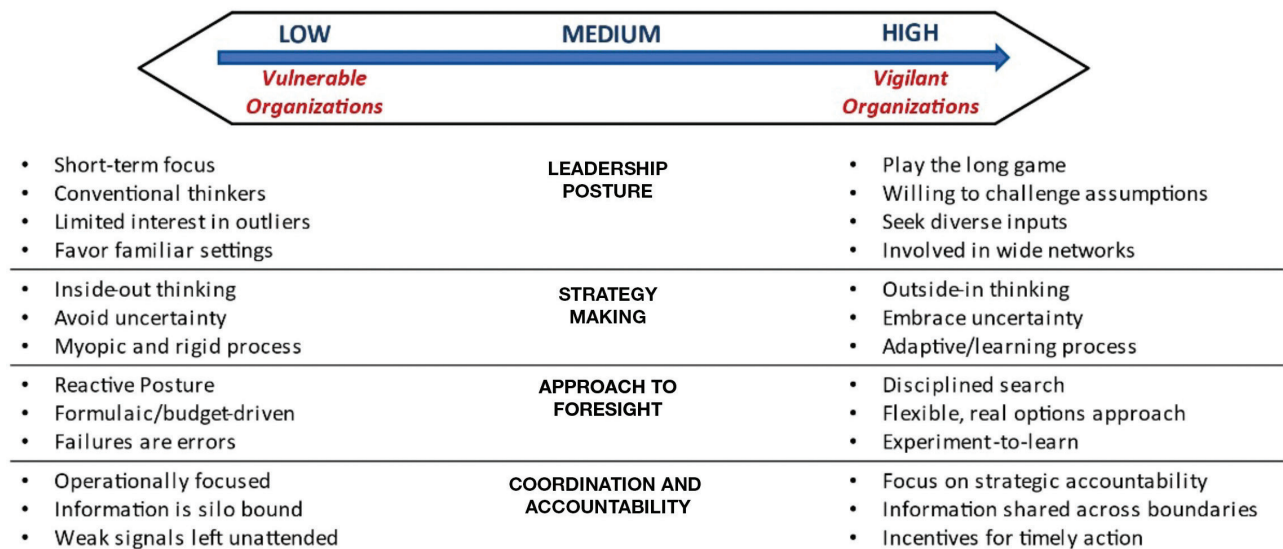 LOW MEDIUM HIGH
Vulnerable Vigilant
Organizations Organizations
• Short-term focus
• Conventional thinkers
• Limited interest in outliers
• Favor familiar settings
LEADERSHIP
POSTURE
• Play the long game
• Willing to challenge assumptions
• Seek diverse inputs
• Involved in wide networks
• Inside-out thinking
• Avoid uncertainty
• Myopic and rigid process
STRATEGY
MAKING
• Outside-in thinking
• Embrace uncertainty
• Adaptive/learning process
• Reactive Posture
• Formulaic/budget-driven
• Failures are errors
APPROACH TO
FORESIGHT
• Disciplined search
• Flexible, real options approach
• Experiment-to-learn
• Operationally focused
• Information is silo bound
• Weak signals left unattended
COORDINATION AND
ACCOUNTABILITY
• Focus on strategic accountability
• Information shared across boundaries
• Incentives for timely action